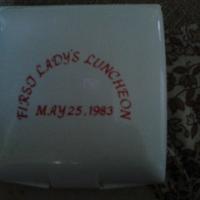 FIRST LADY'S LUNCHEON
MAY 25, 1983